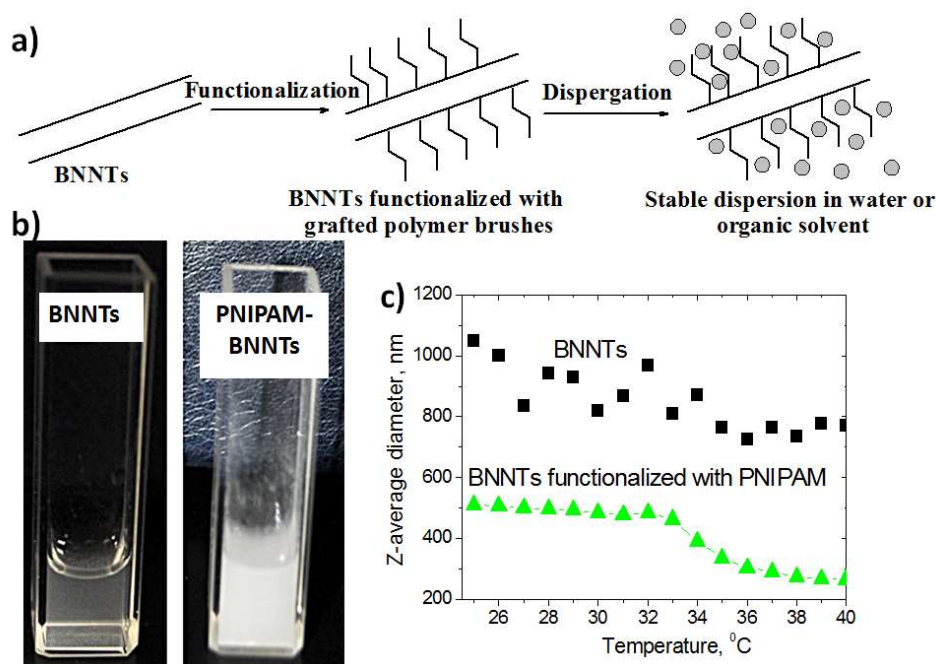 a)
Functionalization
Dispergation
BNNTs
BNNTs functionalized with
grafted polymer brushes
Stable dispersion in water or
organic solvent
b)
BNNTs
PNIPAM-
BNNTs
c)
1200
1000
800
600
400
200
Z-average diameter, nm
BNNTs
BNNTs functionalized with PNIPAM
26 28 30 32 34 36 38 40
Temperature, ⁰C